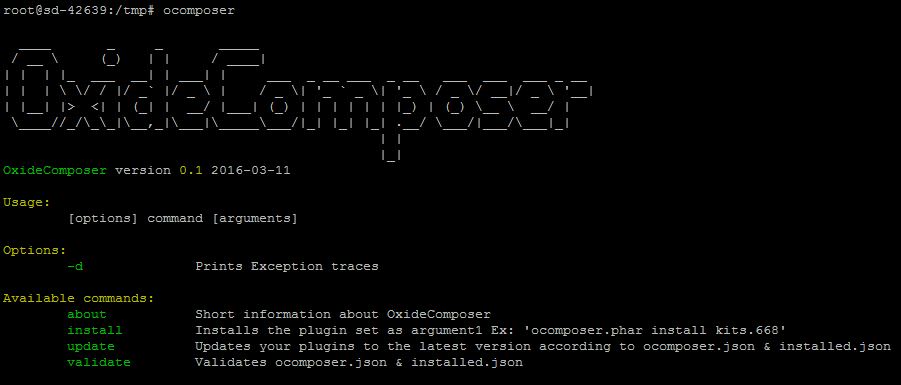 root@sd-42639:/tmp# ocomposer
OxideComposer
OxideComposer version 0.1 2016-03-11
Usage:
[options] command [arguments]
Options:
-d Prints Exception traces
Available commands:
about Short information about OxideComposer
install Installs the plugin set as argument1 Ex: 'ocomposer.phar install kits.668'
update Updates your plugins to the latest version according to ocomposer.json & installed.json
validate Validates ocomposer.json & installed.json